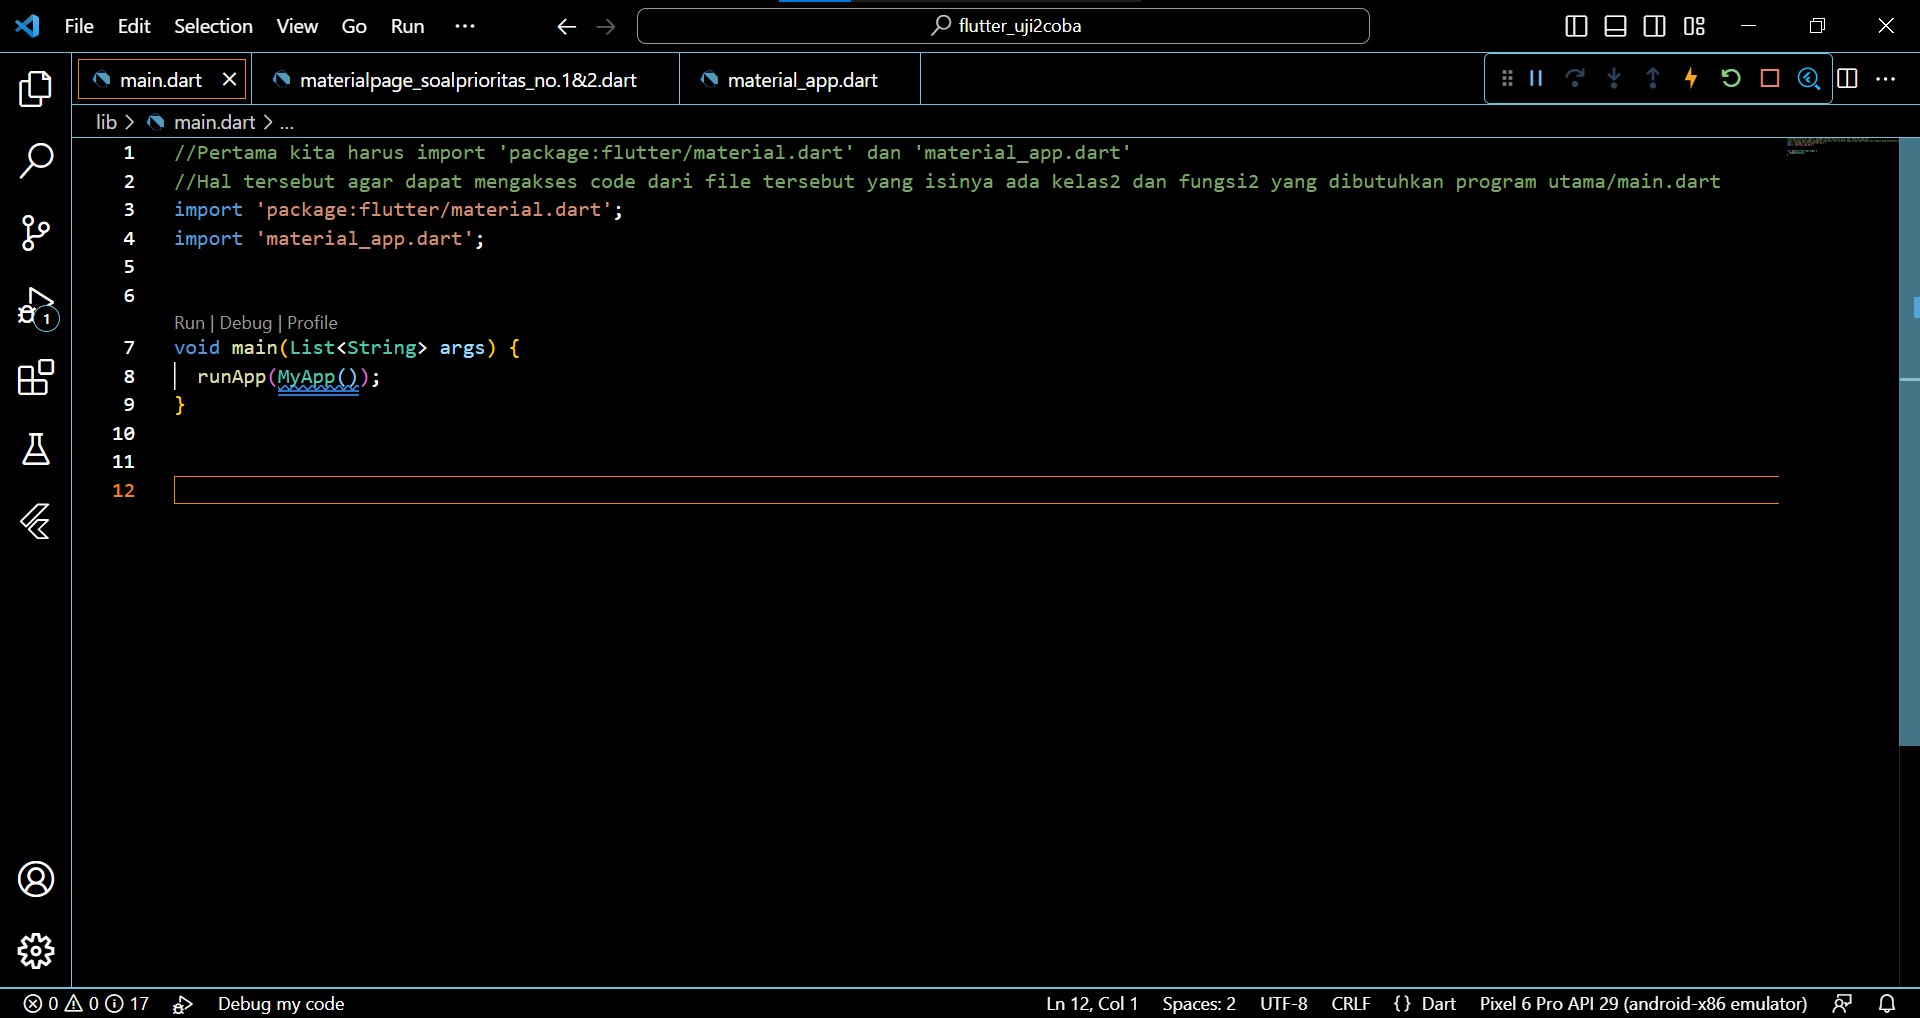 File Edit Selection View Go Run ··· flutter_uji2coba
main.dart materialpage_soalprioritas_no.1&2.dart material_app.dart
lib > main.dart > ...
1 //Pertama kita harus import 'package:flutter/material.dart' dan 'material_app.dart'
2 //Hal tersebut agar dapat mengakses code dari file tersebut yang isinya ada kelas2 dan fungsi2 yang dibutuhkan program utama/main.dart
3 import 'package:flutter/material.dart';
4 import 'material_app.dart';
5
6
Run | Debug | Profile
7 void main(List<String> args) {
8 runApp(MyApp());
9 }
10
11
12
1
0 0 17 Debug my code Ln 12, Col 1 Spaces: 2 UTF-8 CRLF {} Dart Pixel 6 Pro API 29 (android-x86 emulator)